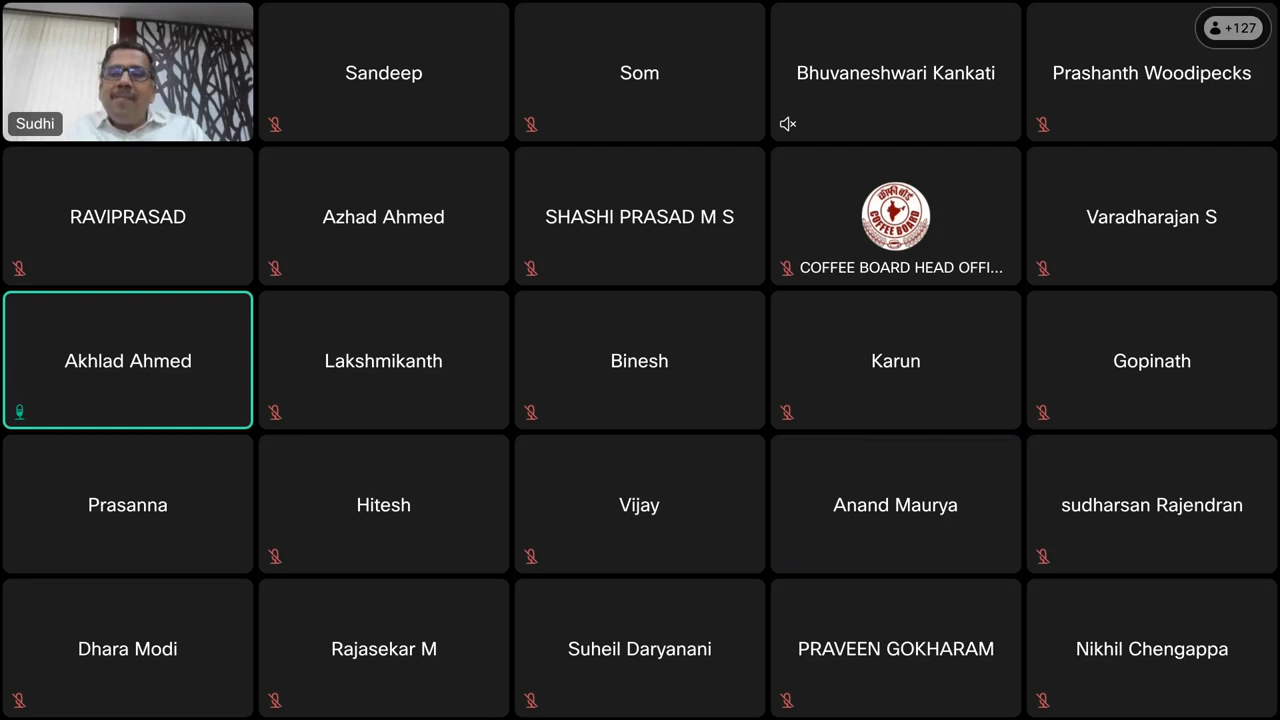 Sudhi
Sandeep
Som
Bhuvaneshwari Kankati
Prashanth Woodipecks
+127
RAVIPRASAD
Azhad Ahmed
SHASHI PRASAD M S
कॉफी बोर्ड
COFFEE BOARD
COFFEE BOARD HEAD OFFI...
Varadharajan S
Akhlad Ahmed
Lakshmikanth
Binesh
Karun
Gopinath
Prasanna
Hitesh
Vijay
Anand Maurya
sudharsan Rajendran
Dhara Modi
Rajasekar M
Suheil Daryanani
PRAVEEN GOKHARAM
Nikhil Chengappa